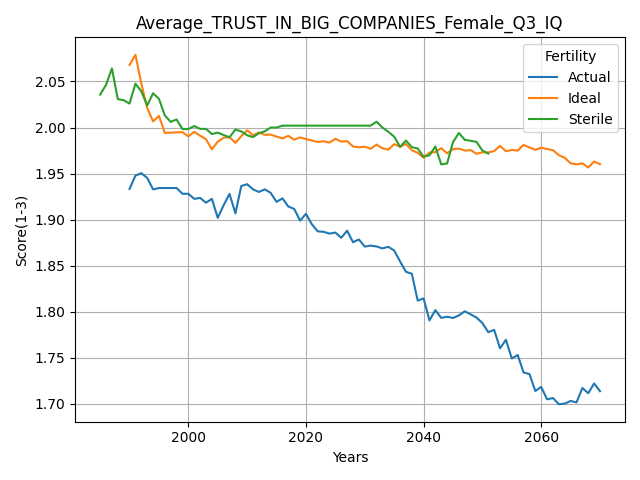 Average_TRUST_IN_BIG_COMPANIES_Female_Q3_IQ
Fertility
Actual
Ideal
Sterile
Score(1-3)
2.05
2.00
1.95
1.90
1.85
1.80
1.75
1.70
2000 2020 2040 2060
Years